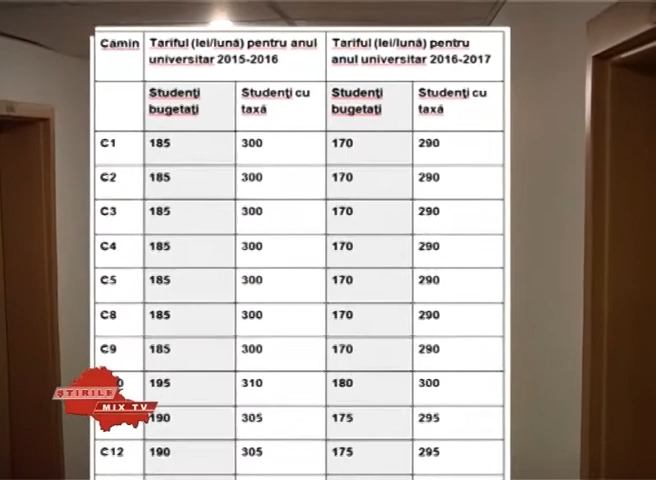 Cămin Tariful (lei/lună) pentru anul Tariful (lei/lună) pentru
universitar 2015-2016 anul universitar 2016-2017
Studenţi Studenţi cu Studenţi Studenţi cu
bugetaţi taxă bugetaţi taxă
C1 185 300 170 290
C2 185 300 170 290
C3 185 300 170 290
C4 185 300 170 290
C5 185 300 170 290
C8 185 300 170 290
C9 185 300 170 290
195 310 180 300
190 305 175 295
C12 190 305 175 295
ŞTIRILE
MIX TV